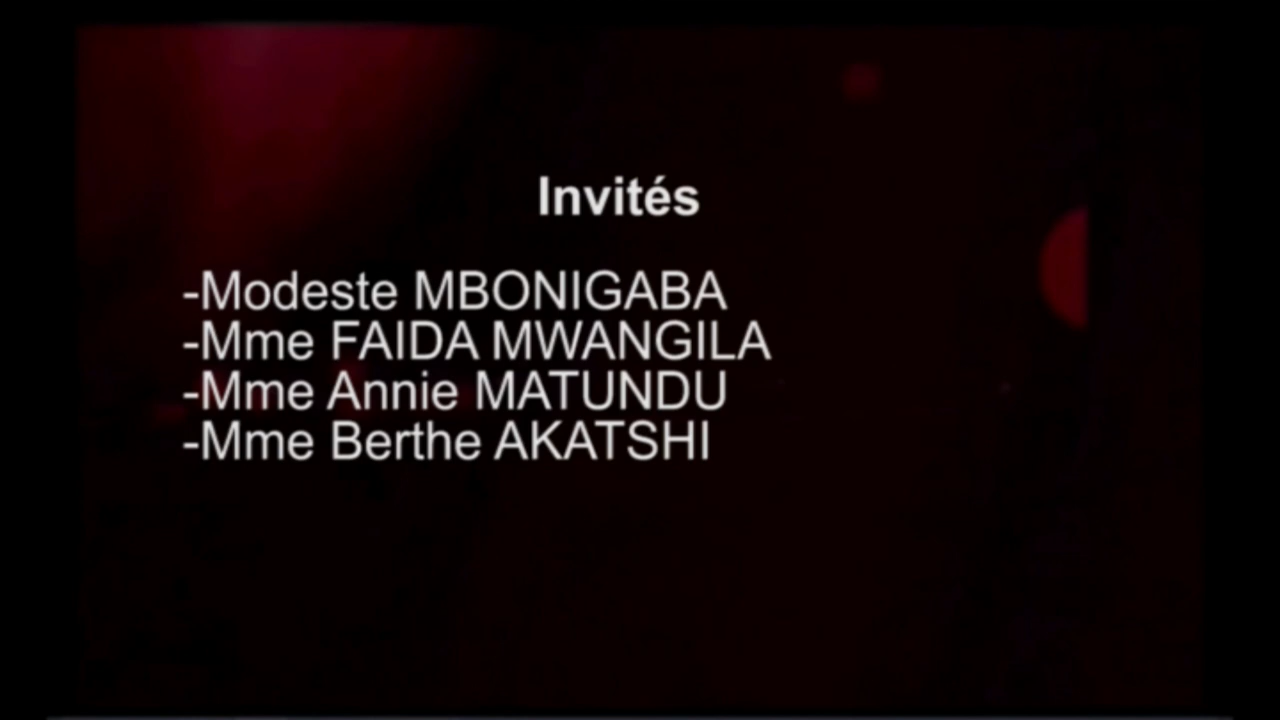 Invités
-Modeste MBONIGABA
-Mme FAIDA MWANGILA
-Mme Annie MATUNDU
-Mme Berthe AKATSHI